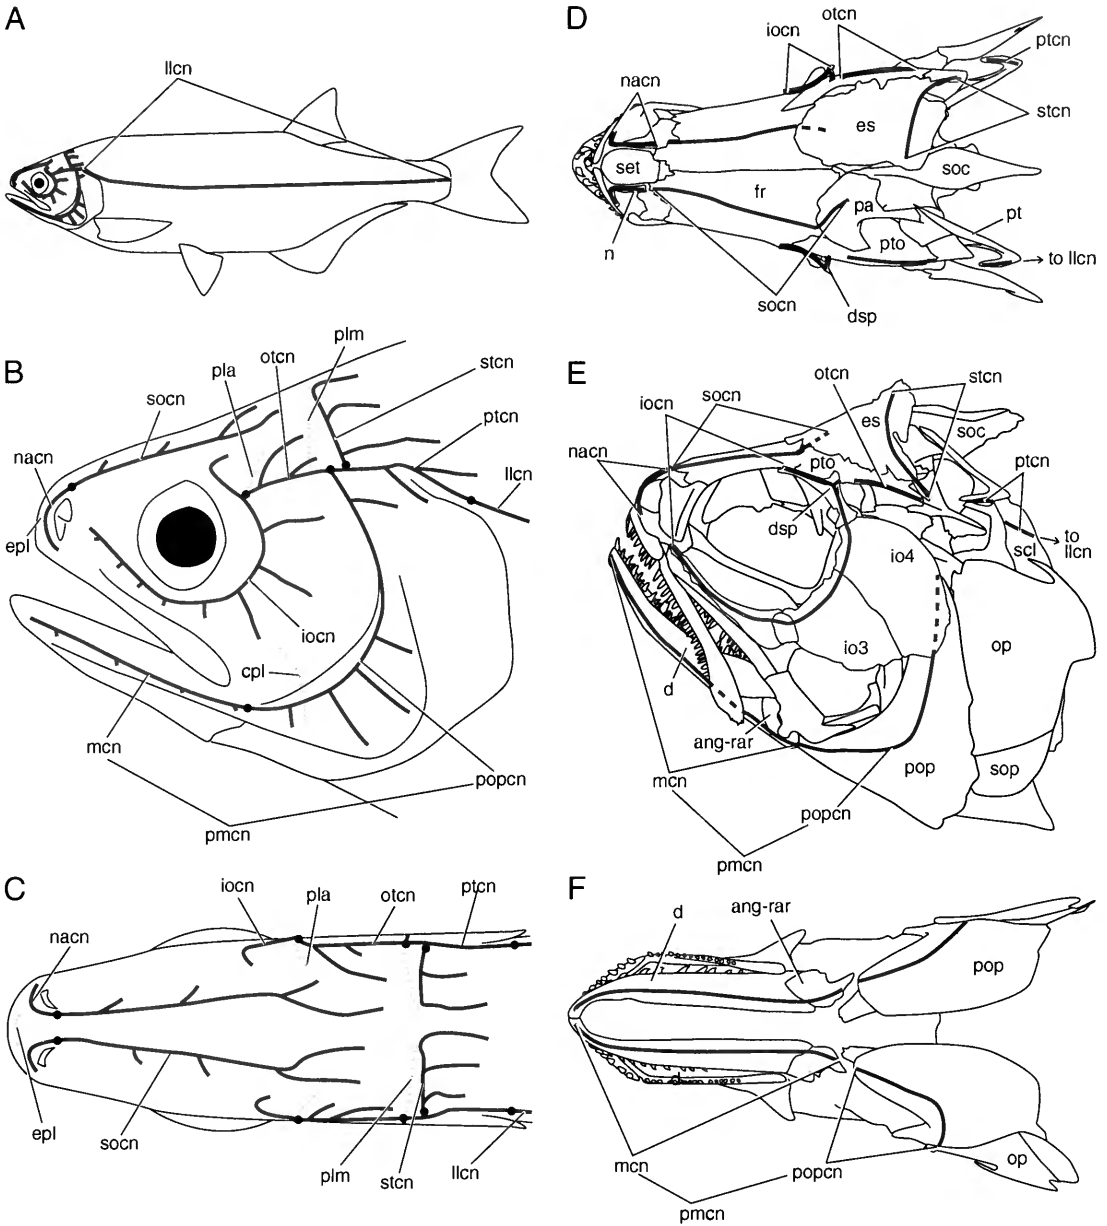 A
llcn
B
plm
otcn
pla
stcn
socn
ptcn
nacn
llcn
epl
iocn
cpl
mcn
popcn
pmcn
C
iocn
pla
otcn
ptcn
nacn
epl
socn
plm
stcn
llcn
D
otcn
iocn
ptcn
nacn
stcn
es
set
soc
fr
pa
pt
n
pto
to llcn
socn
dsp
E
otcn
stcn
socn
iocn
es
soc
nacn
pto
ptcn
dsp
to
llcn
scl
io4
io3
op
d
ang-rar
mcn
pop
sop
popcn
pmcn
F
d
ang-rar
pop
d
mcn
popcn
op
pmcn